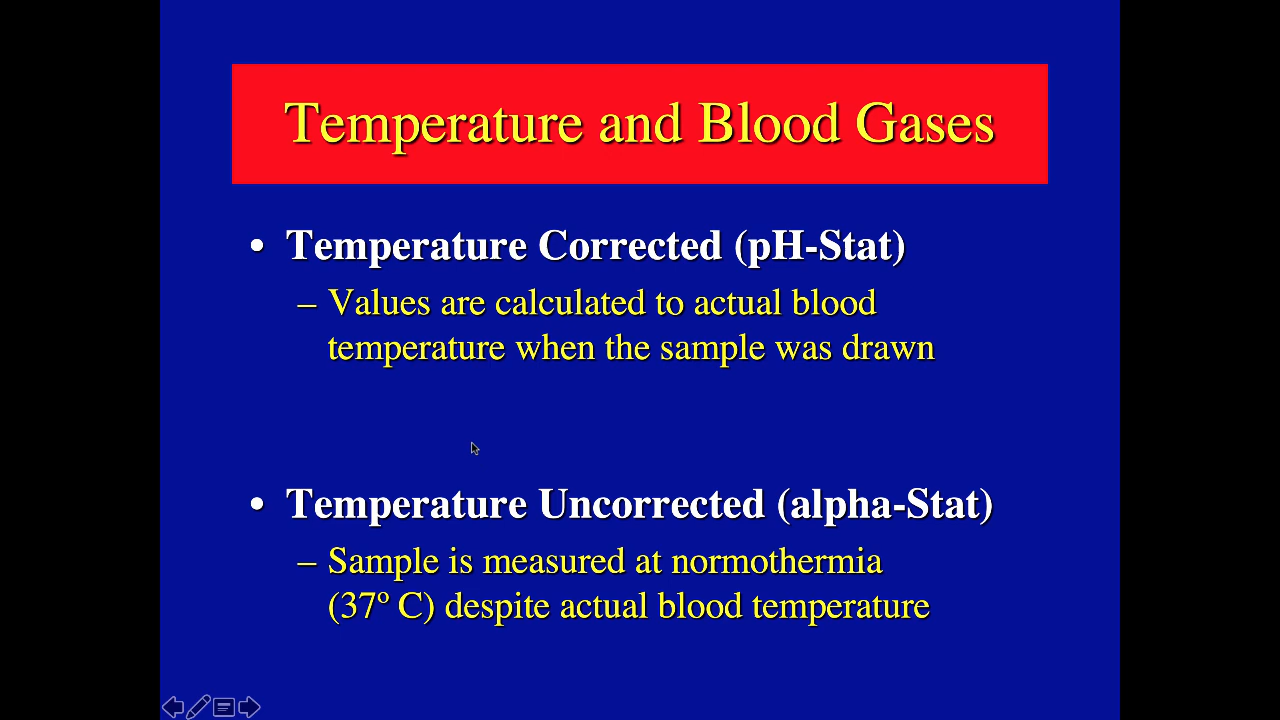 Temperature and Blood Gases
• Temperature Corrected (pH-Stat)
– Values are calculated to actual blood
temperature when the sample was drawn
• Temperature Uncorrected (alpha-Stat)
– Sample is measured at normothermia
(37º C) despite actual blood temperature